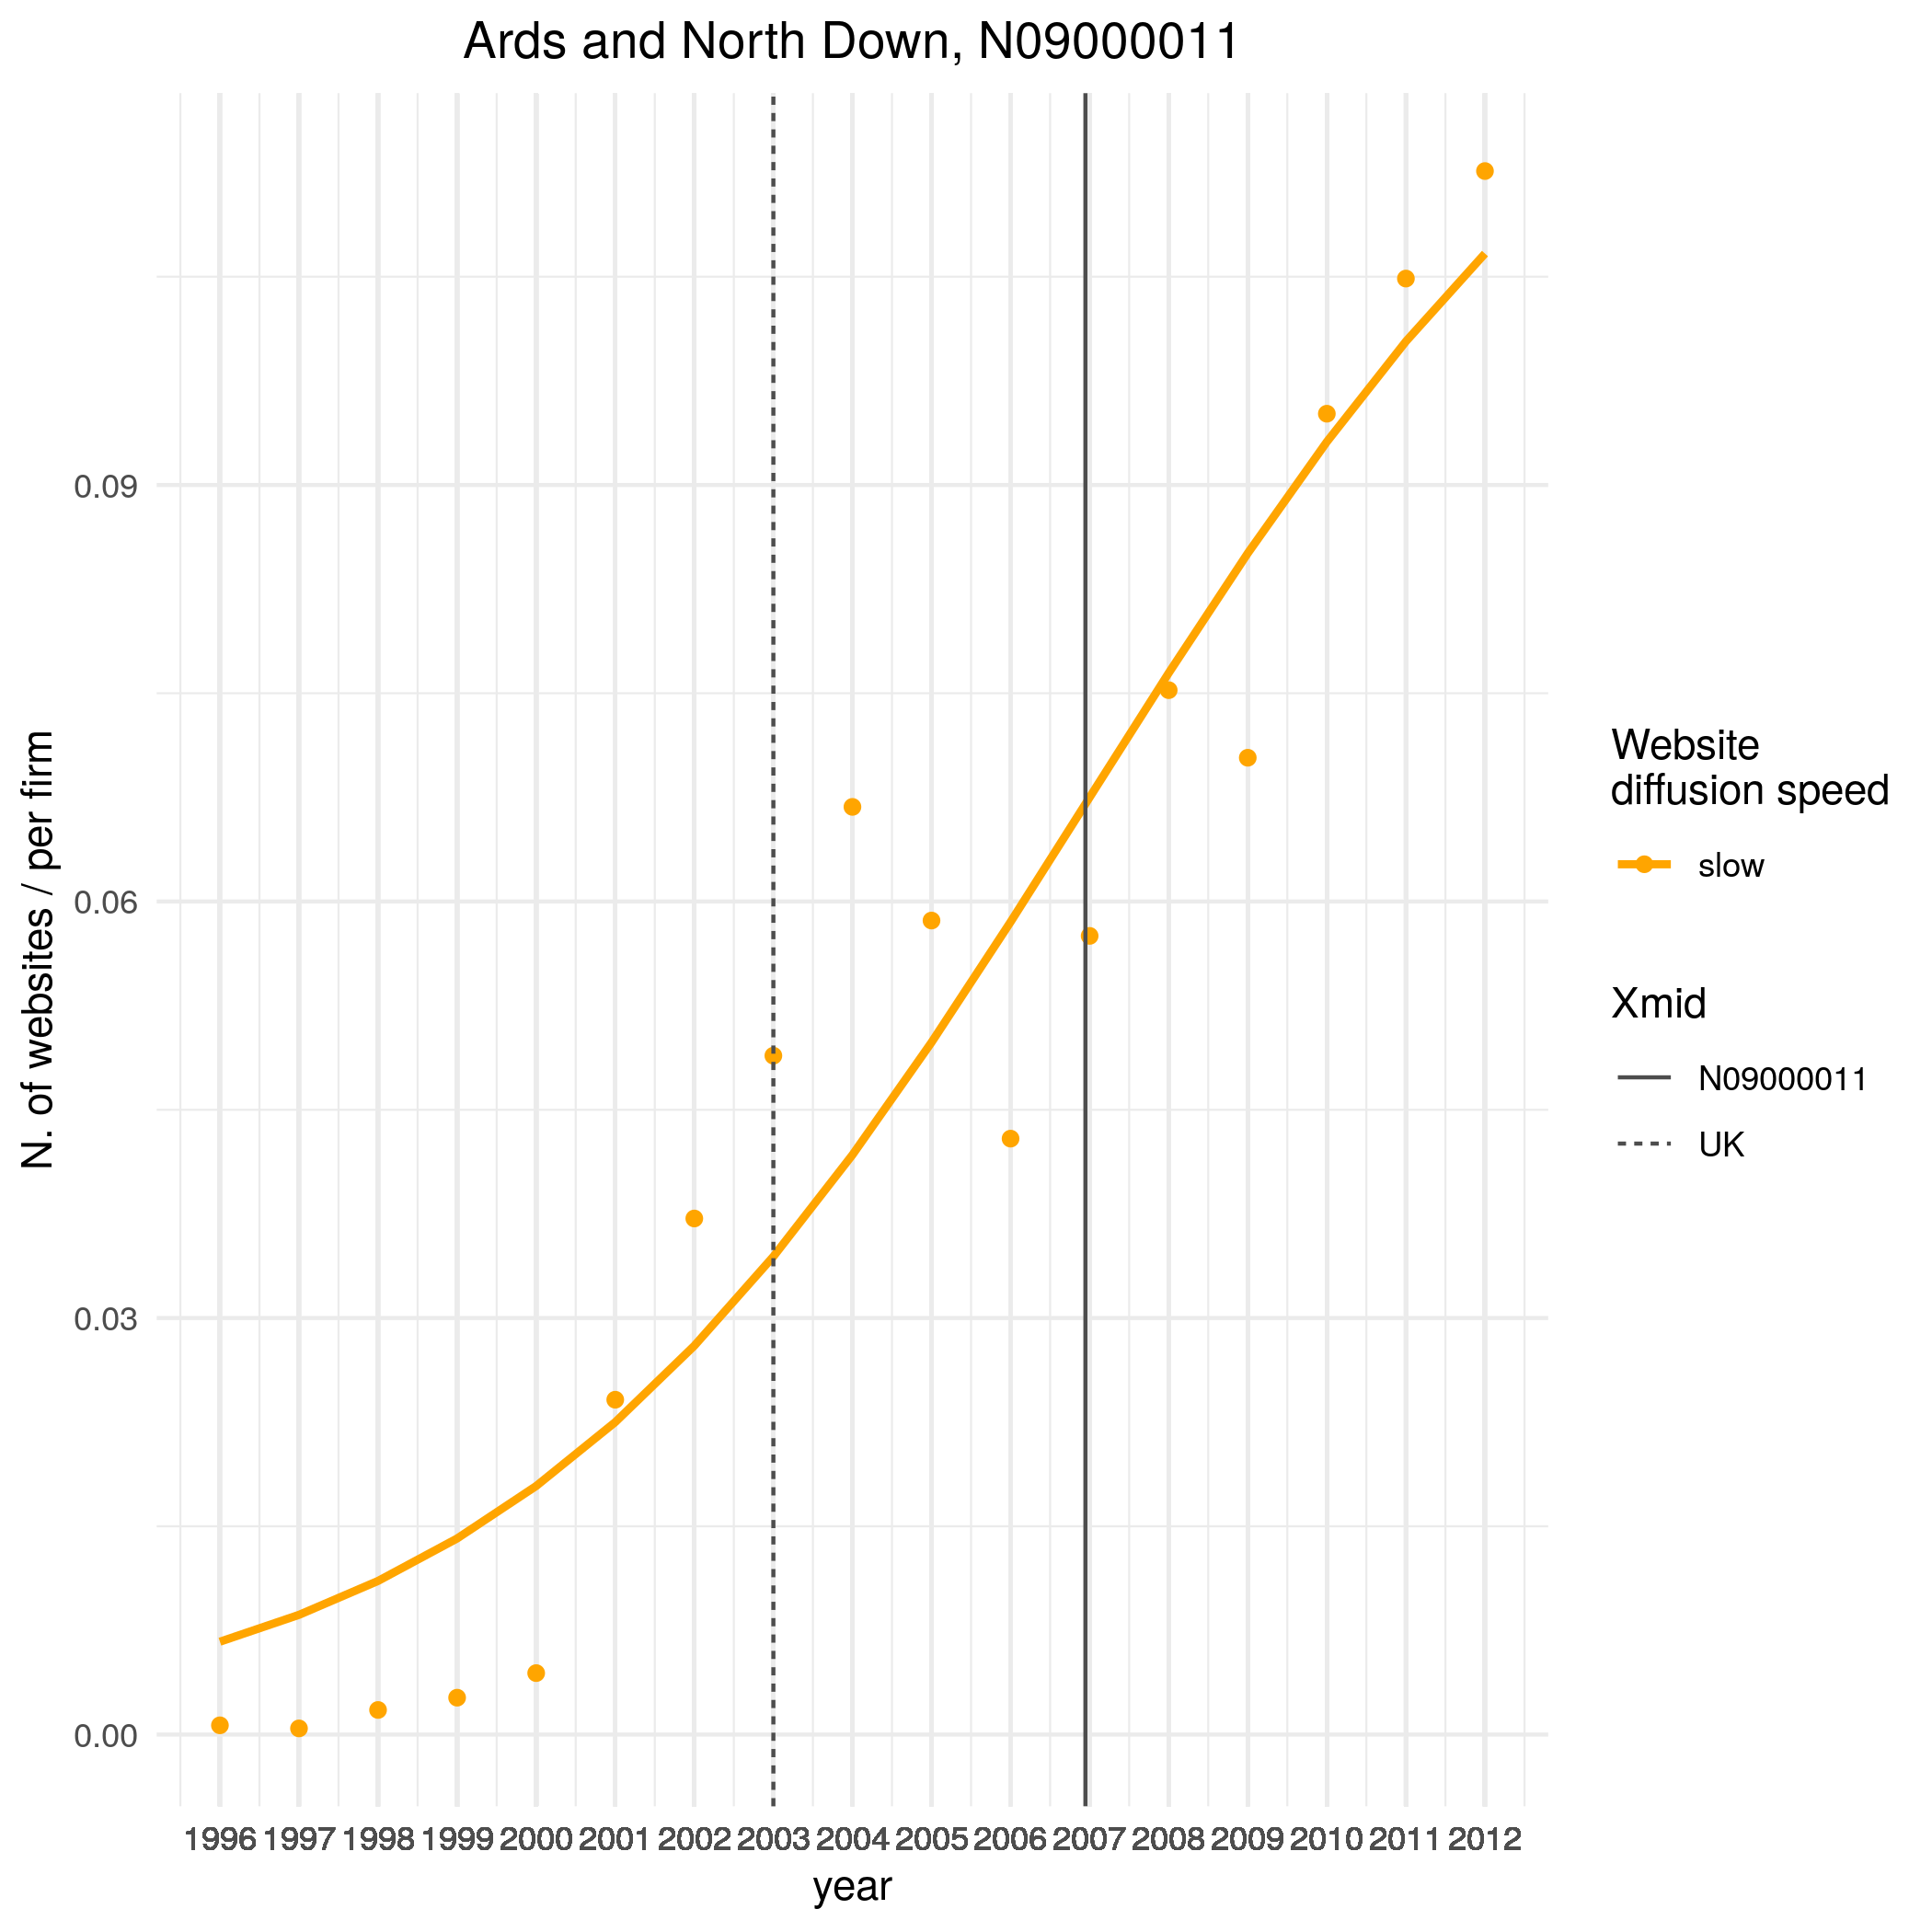 Ards and North Down, N09000011
N. of websites / per firm
0.09
0.06
0.03
0.00
1996 1997 1998 1999 2000 2001 2002 2003 2004 2005 2006 2007 2008 2009 2010 2011 2012
year
Website
diffusion speed
slow
Xmid
N09000011
UK